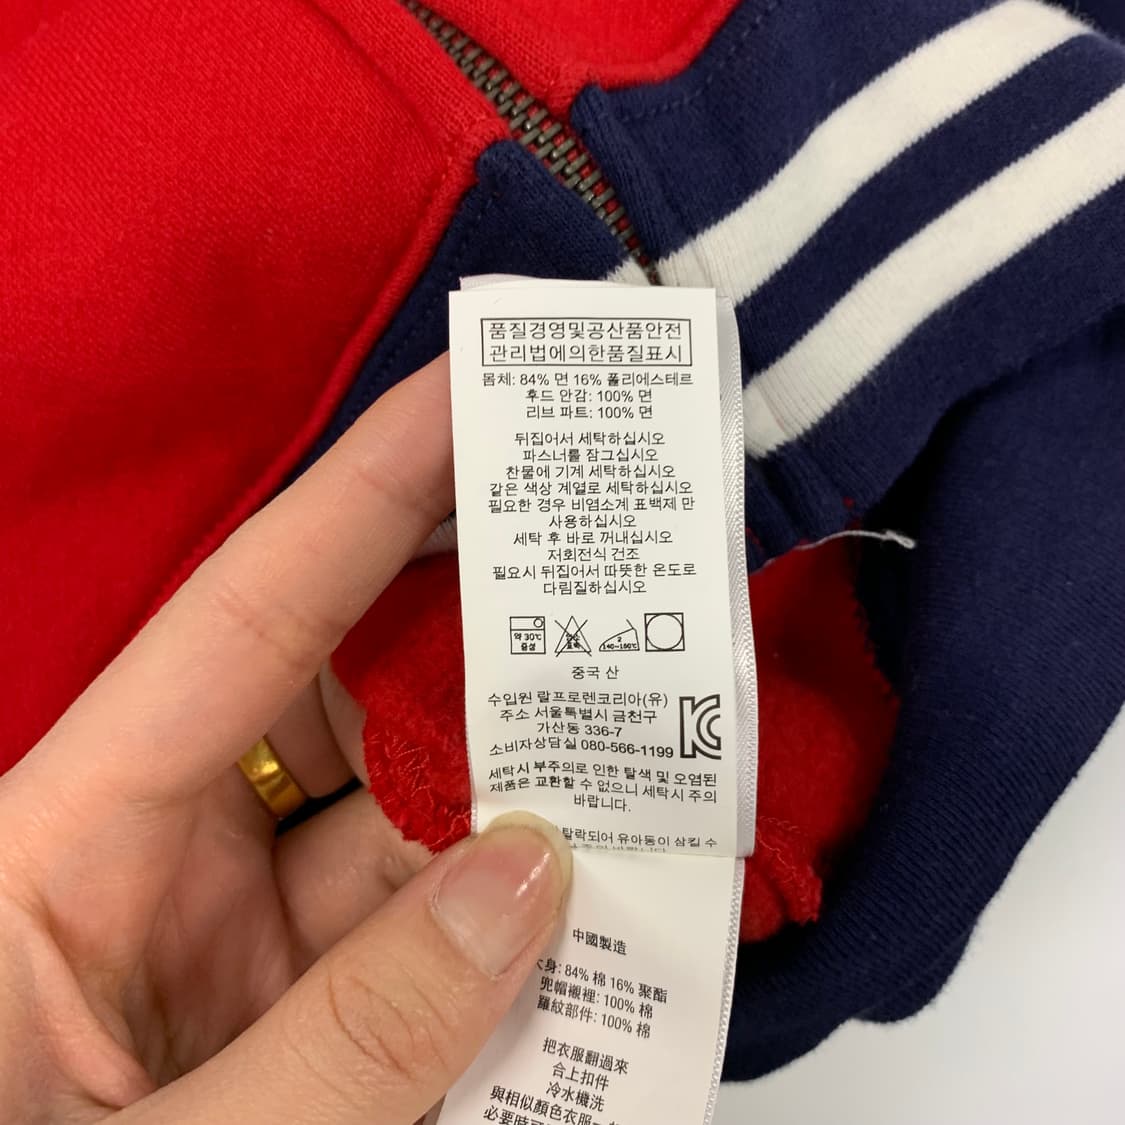 품질경영및공산품안전
관리법에의한품질표시
몸체: 84% 면 16% 폴리에스테르
후드 안감: 100% 면
리브 파트: 100% 면
뒤집어서 세탁하십시오
파스너를 잠그십시오
찬물에 기계 세탁하십시오
같은 색상 계열로 세탁하십시오
필요한 경우 비염소계 표백제 만
사용하십시오
세탁 후 바로 꺼내십시오
저회전식 건조
필요시 뒤집어서 따뜻한 온도로
다림질하십시오
약 30℃
중성
2
140~160℃
중국 산
수입원 랄프로렌코리아(유)
주소 서울특별시 금천구
가산동 336-7
소비자상담실 080-566-1199
세탁시 부주의로 인한 탈색 및 오염된
제품은 교환할 수 없으니 세탁시 주의
바랍니다.
탈락되어 유아동이 삼킬 수
中國製造
大身: 84% 棉 16% 聚酯
兜帽襯裡: 100% 棉
羅紋部件: 100% 棉
把衣服翻過來
合上扣件
冷水機洗
與相似顏色衣服
必要時可